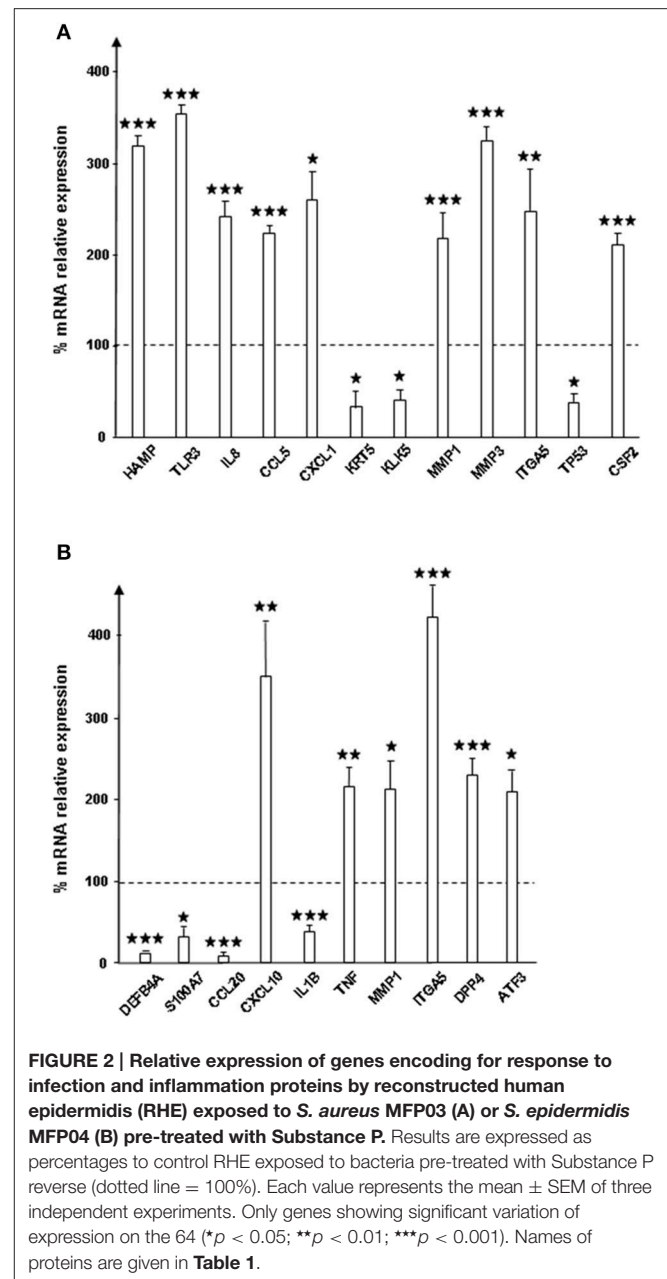 A
% mRNA relative expression
400
★★★ ★★★ ★★★
300
★★★ ★★★ ★ ★★★ ★★ ★★★
200
100
★ ★ ★
0
HAMP TLR3 IL8 CCL5 CXCL1 KRT5 KLK5 MMP1 MMP3 ITGA5 TP53 CSF2
B
% mRNA relative expression
★★★
400
★★
300
★★ ★ ★★★ ★
200
100
★★★ ★ ★★★ ★★★
0
DEFB4A S100A7 CCL20 CXCL10 IL1B TNF MMP1 ITGA5 DPP4 ATF3
FIGURE 2 | Relative expression of genes encoding for response to
infection and inflammation proteins by reconstructed human
epidermidis (RHE) exposed to S. aureus MFP03 (A) or S. epidermidis
MFP04 (B) pre-treated with Substance P. Results are expressed as
percentages to control RHE exposed to bacteria pre-treated with Substance P
reverse (dotted line = 100%). Each value represents the mean ± SEM of three
independent experiments. Only genes showing significant variation of
expression on the 64 (*p < 0.05; **p < 0.01; ***p < 0.001). Names of
proteins are given in Table 1.